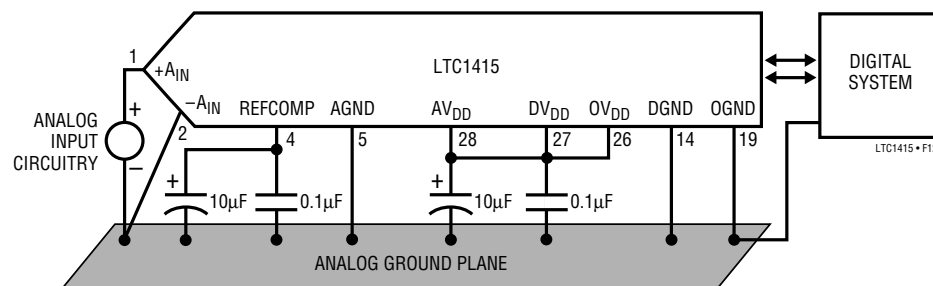 1
+AIN
−AIN
2
LTC1415
REFCOMP
4
AGND
5
AVDD
28
DVDD
27
OVDD
26
DGND
14
OGND
19
DIGITAL
SYSTEM
ANALOG
INPUT
CIRCUITRY
+
−
+
10µF
0.1µF
+
10µF
0.1µF
ANALOG GROUND PLANE